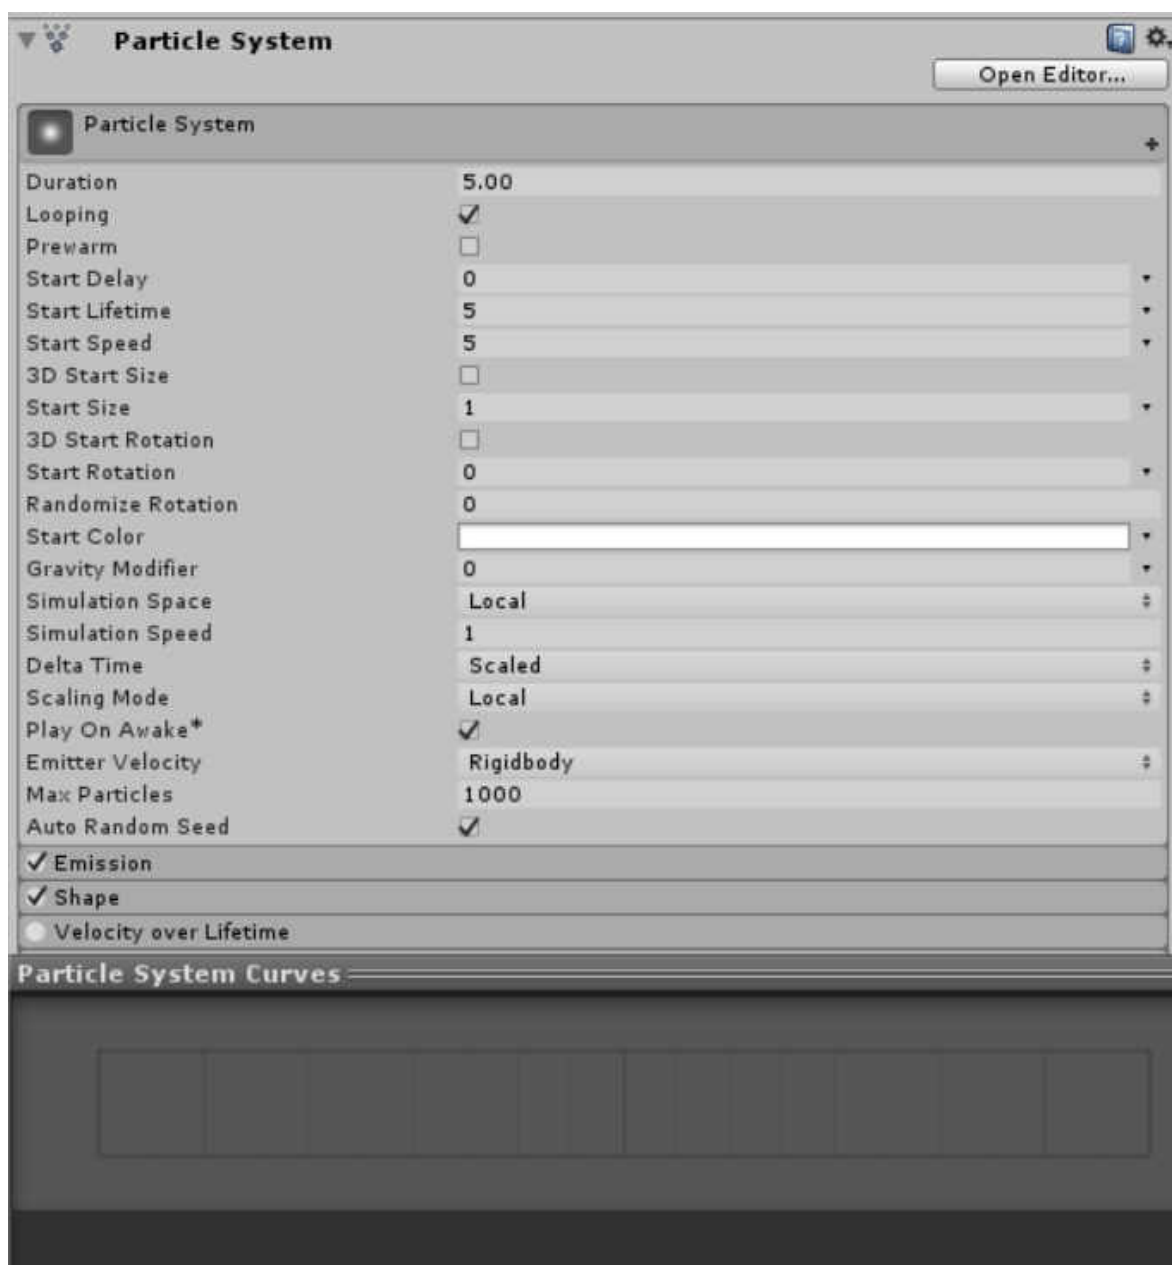 Particle System
Open Editor...
Particle System
Duration 5.00
Looping
Prewarm
Start Delay 0
Start Lifetime 5
Start Speed 5
3D Start Size
Start Size 1
3D Start Rotation
Start Rotation 0
Randomize Rotation 0
Start Color
Gravity Modifier 0
Simulation Space Local
Simulation Speed 1
Delta Time Scaled
Scaling Mode Local
Play On Awake*
Emitter Velocity Rigidbody
Max Particles 1000
Auto Random Seed
Emission
Shape
Velocity over Lifetime
Particle System Curves